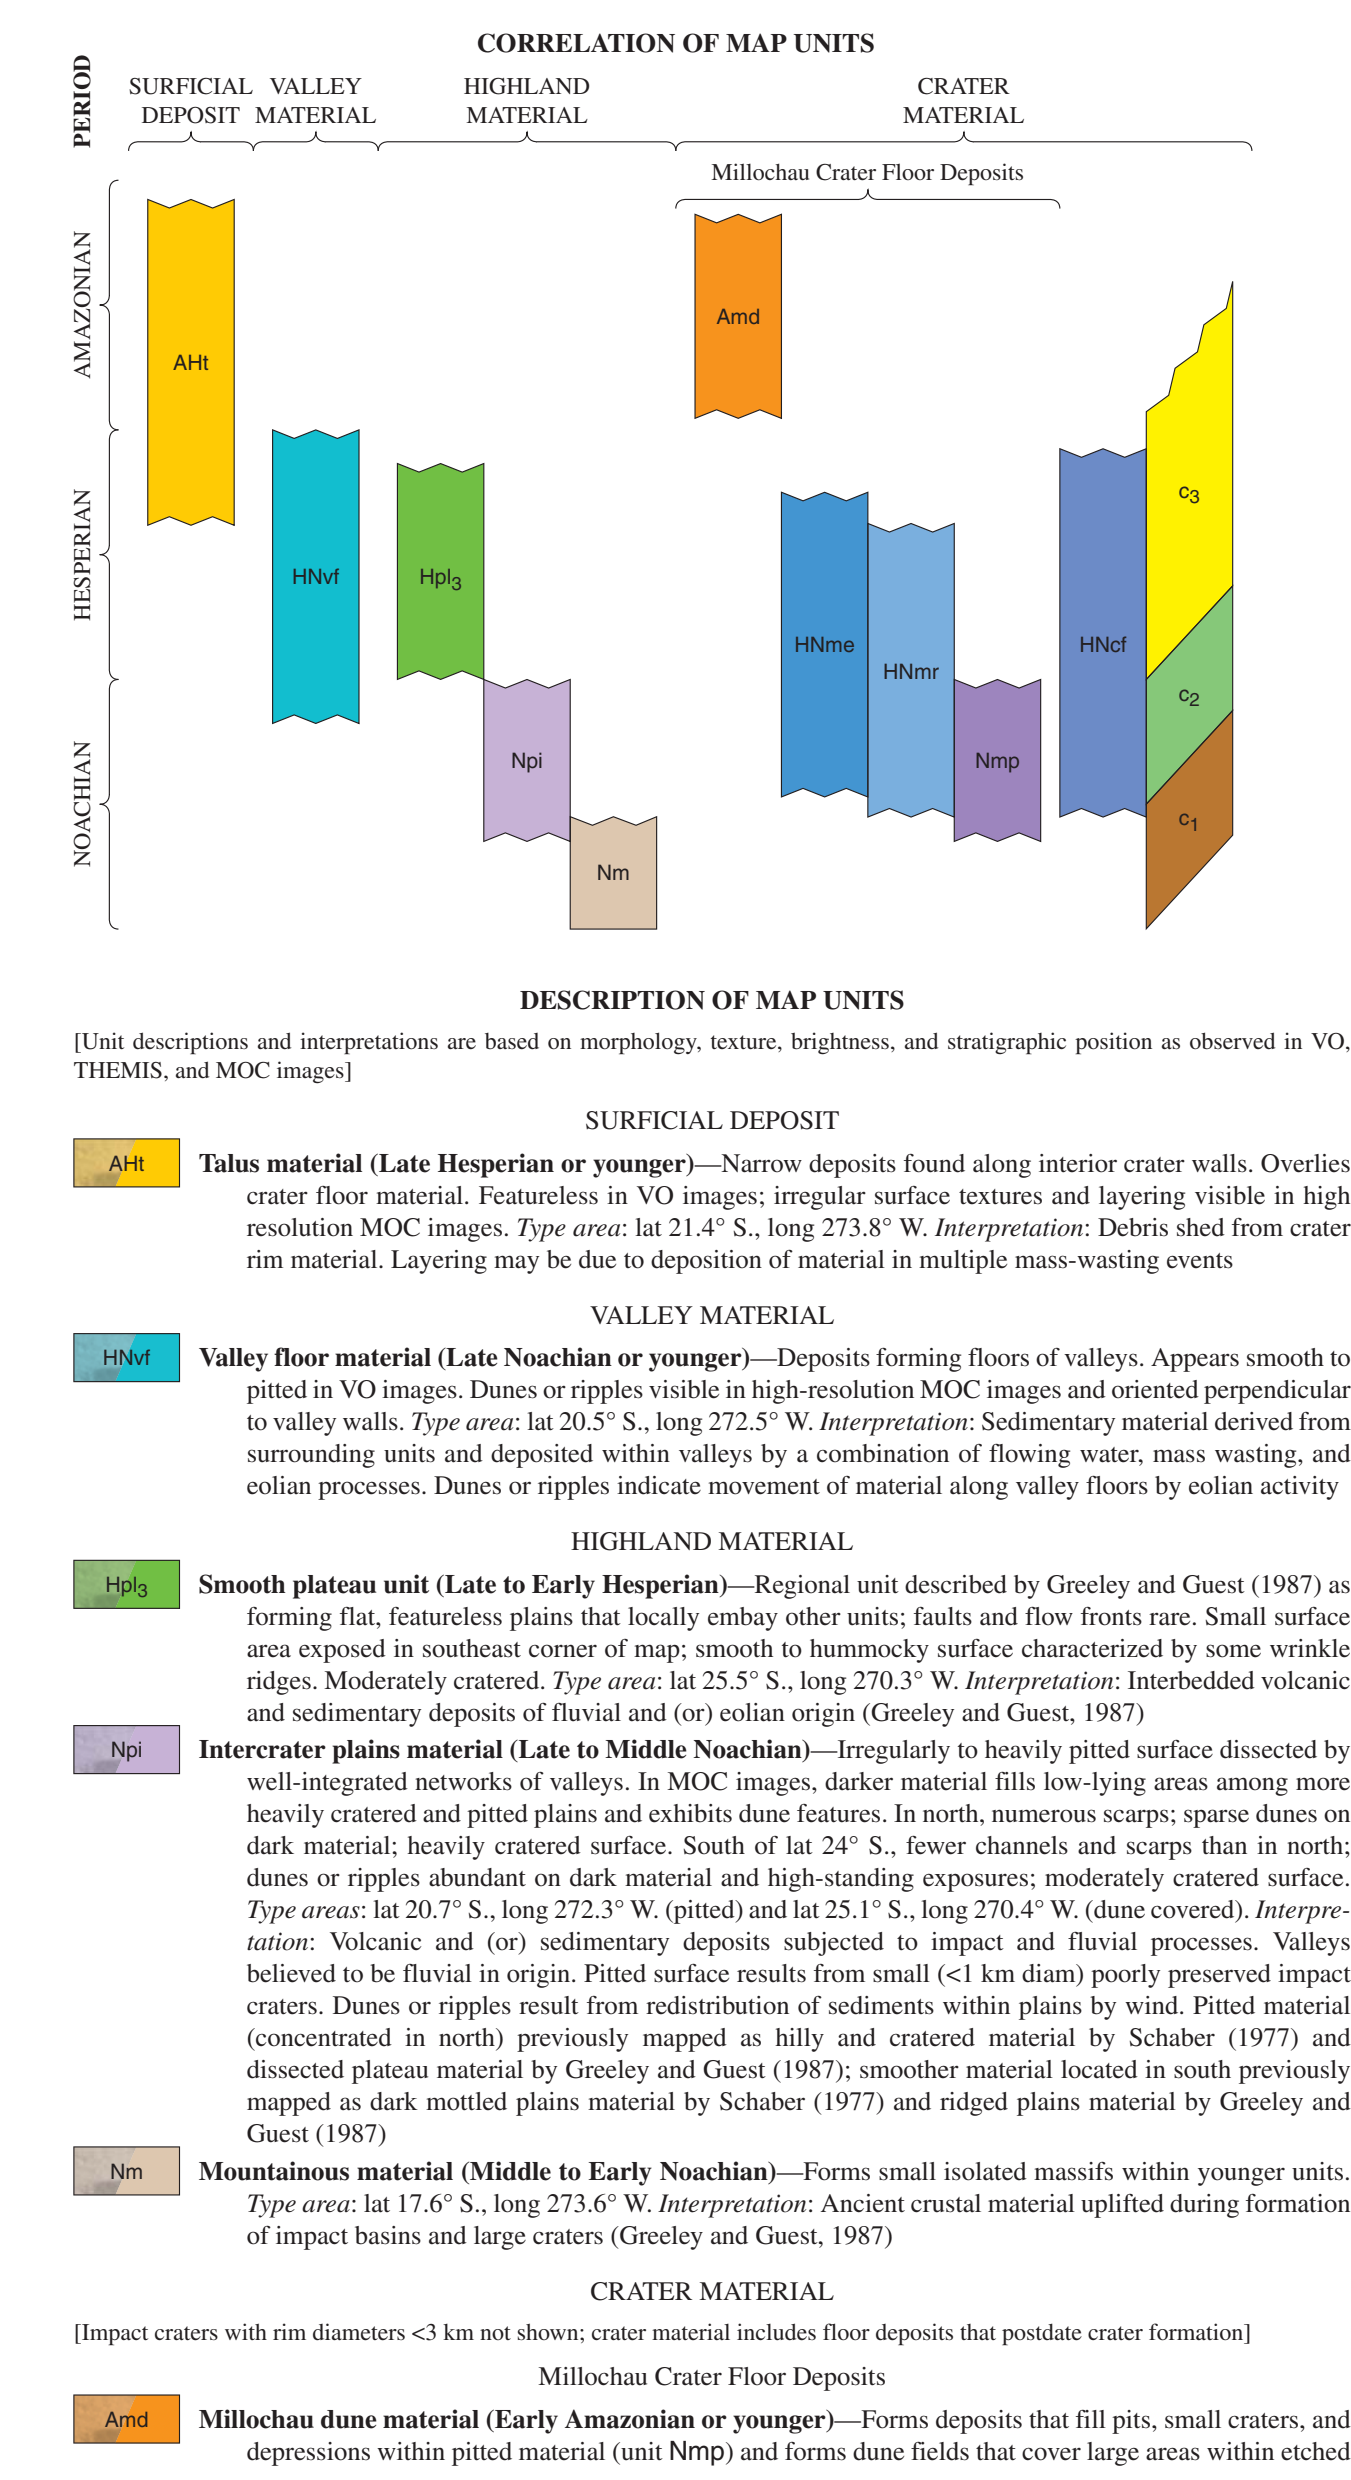 CORRELATION OF MAP UNITS
PERIOD
SURFICIAL DEPOSIT
VALLEY MATERIAL
HIGHLAND MATERIAL
CRATER MATERIAL
Millochau Crater Floor Deposits
AMAZONIAN
HESPERIAN
NOACHIAN
AHt
HNvf
Hpl3
Npi
Nm
Amd
HNme
HNmr
Nmp
HNcf
c3
c2
c1
DESCRIPTION OF MAP UNITS
[Unit descriptions and interpretations are based on morphology, texture, brightness, and stratigraphic position as observed in VO,
THEMIS, and MOC images]
SURFICIAL DEPOSIT
AHt Talus material (Late Hesperian or younger)—Narrow deposits found along interior crater walls. Overlies
crater floor material. Featureless in VO images; irregular surface textures and layering visible in high
resolution MOC images. Type area: lat 21.4° S., long 273.8° W. Interpretation: Debris shed from crater
rim material. Layering may be due to deposition of material in multiple mass-wasting events
VALLEY MATERIAL
HNvf Valley floor material (Late Noachian or younger)—Deposits forming floors of valleys. Appears smooth to
pitted in VO images. Dunes or ripples visible in high-resolution MOC images and oriented perpendicular
to valley walls. Type area: lat 20.5° S., long 272.5° W. Interpretation: Sedimentary material derived from
surrounding units and deposited within valleys by a combination of flowing water, mass wasting, and
eolian processes. Dunes or ripples indicate movement of material along valley floors by eolian activity
HIGHLAND MATERIAL
Hpl3 Smooth plateau unit (Late to Early Hesperian)—Regional unit described by Greeley and Guest (1987) as
forming flat, featureless plains that locally embay other units; faults and flow fronts rare. Small surface
area exposed in southeast corner of map; smooth to hummocky surface characterized by some wrinkle
ridges. Moderately cratered. Type area: lat 25.5° S., long 270.3° W. Interpretation: Interbedded volcanic
and sedimentary deposits of fluvial and (or) eolian origin (Greeley and Guest, 1987)
Npi Intercrater plains material (Late to Middle Noachian)—Irregularly to heavily pitted surface dissected by
well-integrated networks of valleys. In MOC images, darker material fills low-lying areas among more
heavily cratered and pitted plains and exhibits dune features. In north, numerous scarps; sparse dunes on
dark material; heavily cratered surface. South of lat 24° S., fewer channels and scarps than in north;
dunes or ripples abundant on dark material and high-standing exposures; moderately cratered surface.
Type areas: lat 20.7° S., long 272.3° W. (pitted) and lat 25.1° S., long 270.4° W. (dune covered). Interpre-
tation: Volcanic and (or) sedimentary deposits subjected to impact and fluvial processes. Valleys
believed to be fluvial in origin. Pitted surface results from small (<1 km diam) poorly preserved impact
craters. Dunes or ripples result from redistribution of sediments within plains by wind. Pitted material
(concentrated in north) previously mapped as hilly and cratered material by Schaber (1977) and
dissected plateau material by Greeley and Guest (1987); smoother material located in south previously
mapped as dark mottled plains material by Schaber (1977) and ridged plains material by Greeley and
Guest (1987)
Nm Mountainous material (Middle to Early Noachian)—Forms small isolated massifs within younger units.
Type area: lat 17.6° S., long 273.6° W. Interpretation: Ancient crustal material uplifted during formation
of impact basins and large craters (Greeley and Guest, 1987)
CRATER MATERIAL
[Impact craters with rim diameters <3 km not shown; crater material includes floor deposits that postdate crater formation]
Millochau Crater Floor Deposits
Amd Millochau dune material (Early Amazonian or younger)—Forms deposits that fill pits, small craters, and
depressions within pitted material (unit Nmp) and forms dune fields that cover large areas within etched